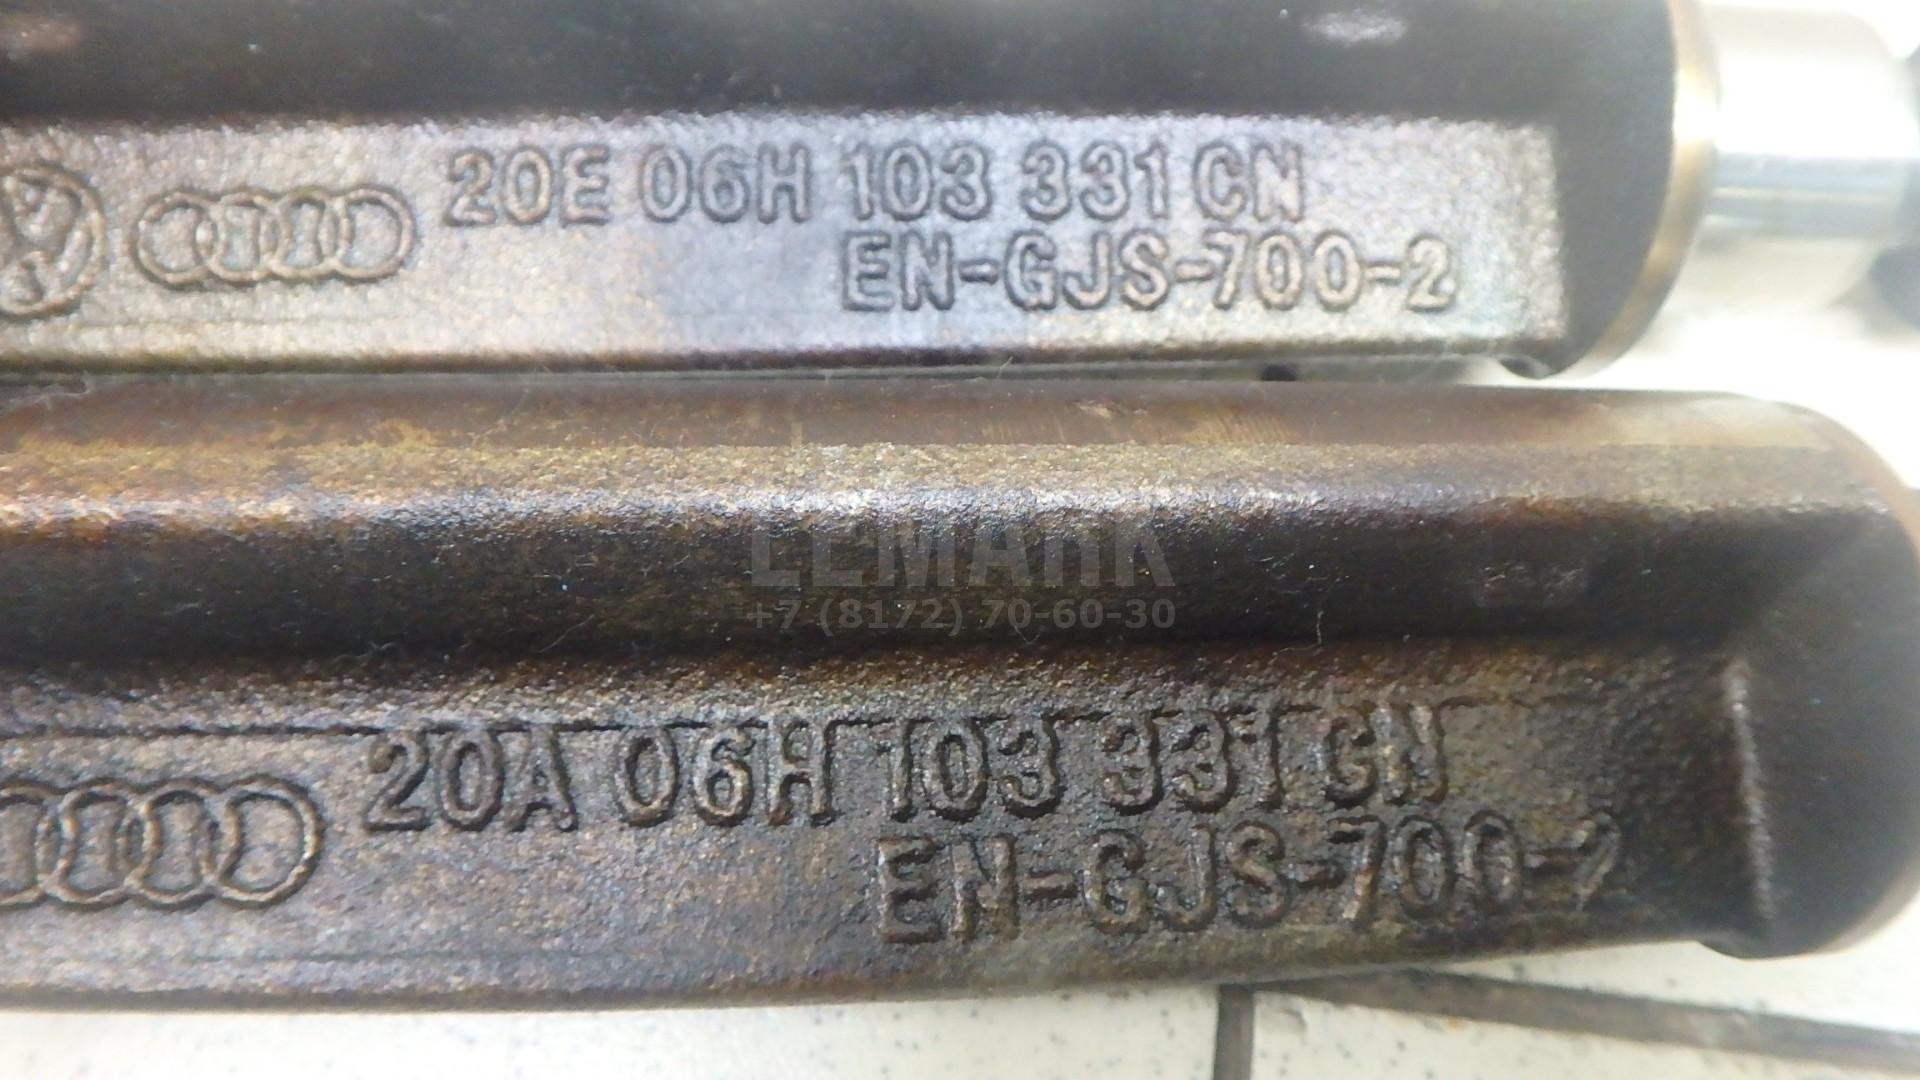 20E 06H 103 331 CN
EN-GJS-700-2
LEMARK
+7 (8172) 70-60-30
20A 06H 103 331 CN
EN-GJS-700-2